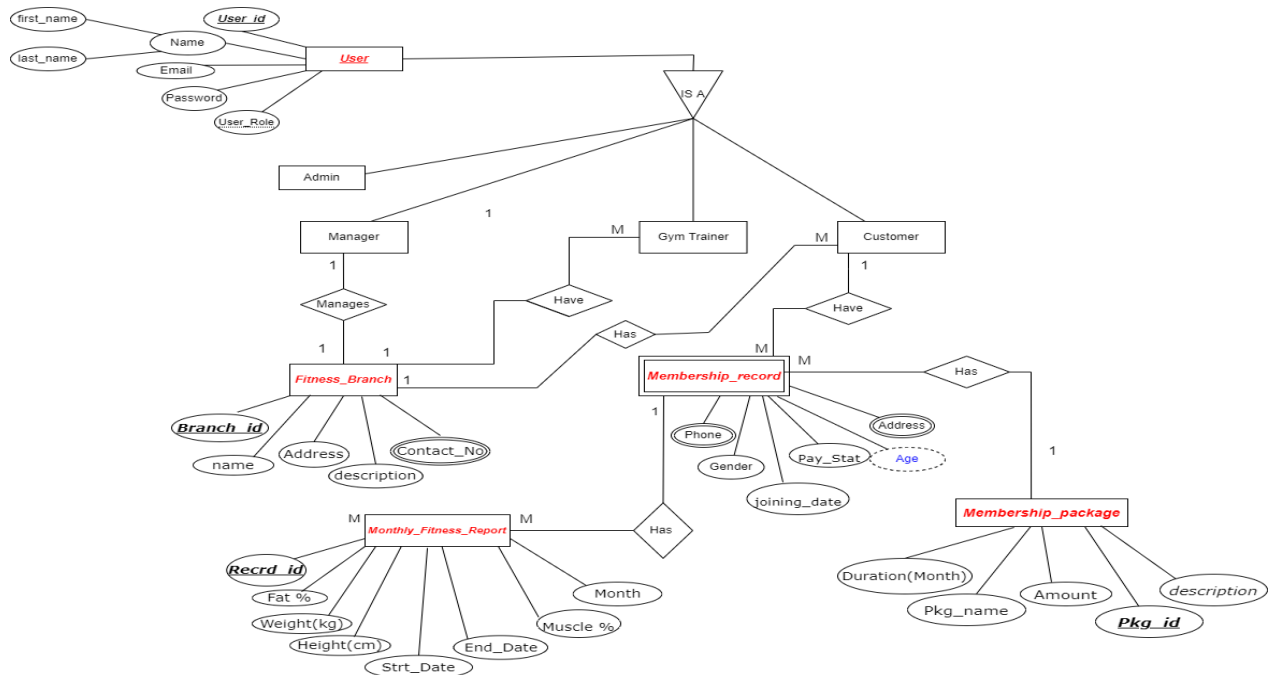 first_name
User_id
Name
last_name
User
Email
Password
User_Role
IS A
Admin
1
Manager
M
Gym Trainer
M
Customer
1
1
Manages
Have
Have
Has
1
1
M
M
Fitness_Branch
1
Membership_record
Has
1
Branch_id
name
Address
description
Contact_No
Phone
Gender
joining_date
Pay_Stat
Age
Address
1
M
Monthly_Fitness_Report
M
Has
Membership_package
Recrd_id
Fat %
Weight(kg)
Height(cm)
Strt_Date
End_Date
Muscle %
Month
Duration(Month)
Pkg_name
Amount
Pkg_id
description